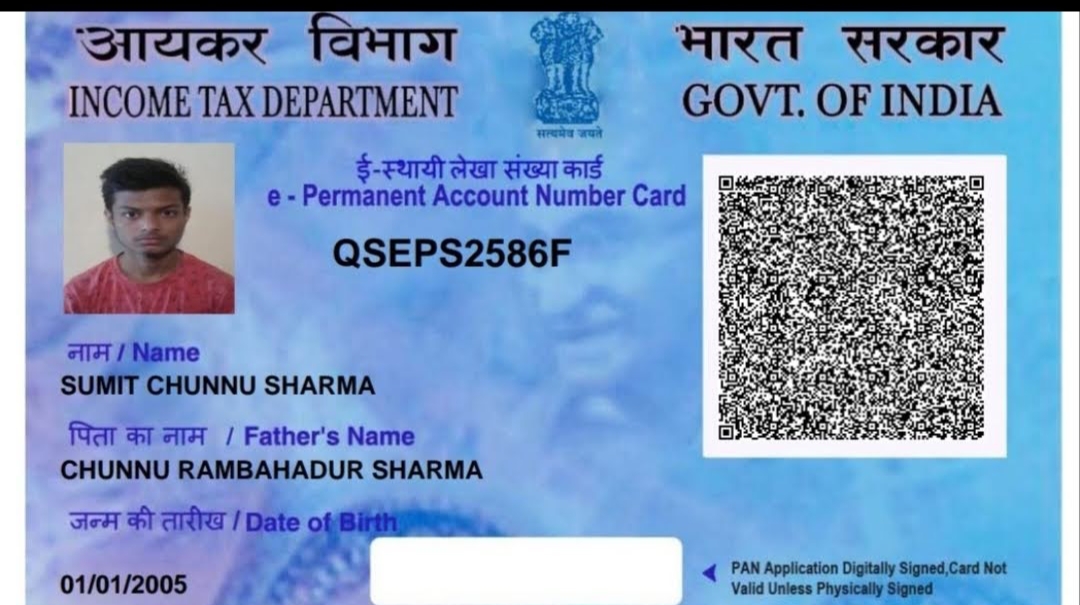 आयकर विभाग
INCOME TAX DEPARTMENT
सत्यमेव जयते
भारत सरकार
GOVT. OF INDIA
ई-स्थायी लेखा संख्या कार्ड
e - Permanent Account Number Card
QSEPS2586F
नाम / Name
SUMIT CHUNNU SHARMA
पिता का नाम / Father's Name
CHUNNU RAMBAHADUR SHARMA
जन्म की तारीख / Date of Birth
01/01/2005
PAN Application Digitally Signed,Card Not
Valid Unless Physically Signed